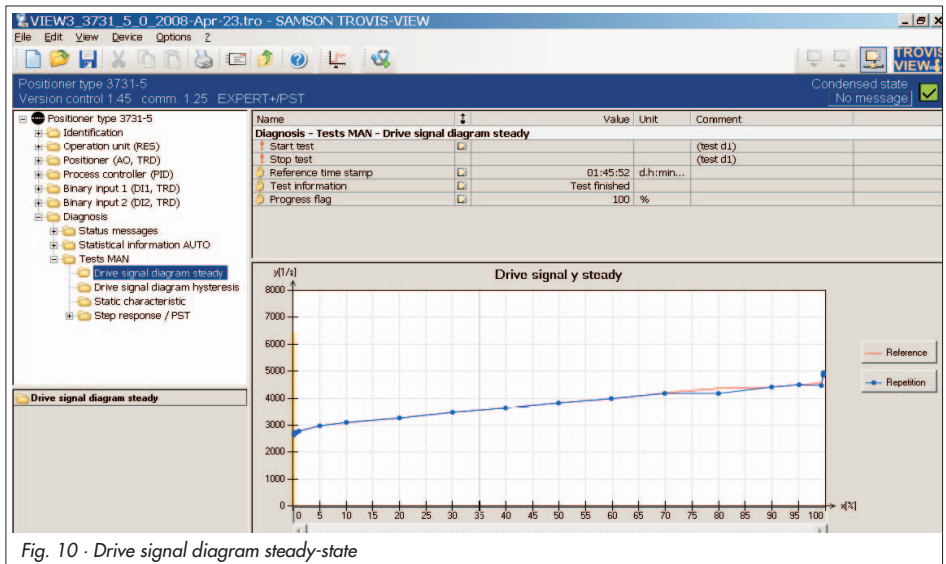 VIEW3_3731_5_0_2008-Apr-23.tro - SAMSON TROVIS-VIEW
File Edit View Device Options ?
TROVIS
VIEW
Positioner type 3731-5
Version control 1.45 comm. 1.25 EXPERT+/PST
Condensed state
No message
Positioner type 3731-5
Identification
Operation unit (RES)
Positioner (AO, TRD)
Process controller (PID)
Binary input 1 (DI1, TRD)
Binary input 2 (DI2, TRD)
Diagnosis
Status messages
Statistical information AUTO
Tests MAN
Drive signal diagram steady
Drive signal diagram hysteresis
Static characteristic
Step response / PST
Drive signal diagram steady
Name Value Unit Comment
Diagnosis - Tests MAN - Drive signal diagram steady
Start test (test d1)
Stop test (test d1)
Reference time stamp 01:45:52 d.h:min...
Test information Test finished
Progress flag 100 %
y[1/s]
Drive signal y steady
8000
7000
6000
5000
4000
3000
2000
1000
0
0 5 10 15 20 25 30 35 40 45 50 55 60 65 70 75 80 85 90 95 100
x[%]
Reference
Repetition
Fig. 10 · Drive signal diagram steady-state